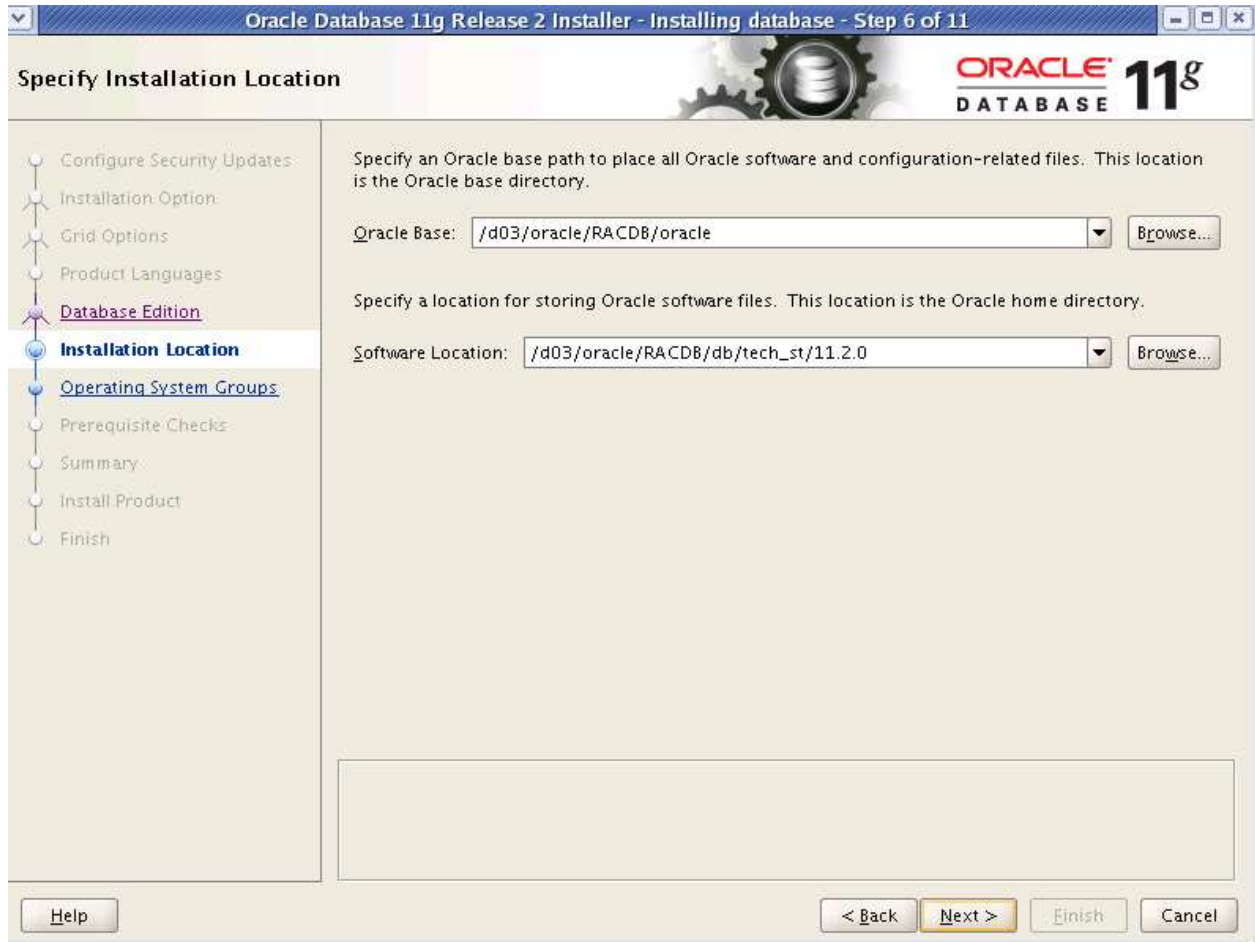 Oracle Database 11g Release 2 Installer - Installing database - Step 6 of 11
Specify Installation Location
ORACLE 11g
DATABASE
Configure Security Updates
Installation Option
Grid Options
Product Languages
Database Edition
Installation Location
Operating System Groups
Prerequisite Checks
Summary
Install Product
Finish
Specify an Oracle base path to place all Oracle software and configuration-related files. This location
is the Oracle base directory.
Oracle Base: /d03/oracle/RACDB/oracle Browse...
Specify a location for storing Oracle software files. This location is the Oracle home directory.
Software Location: /d03/oracle/RACDB/db/tech_st/11.2.0 Browse...
Help < Back Next > Finish Cancel